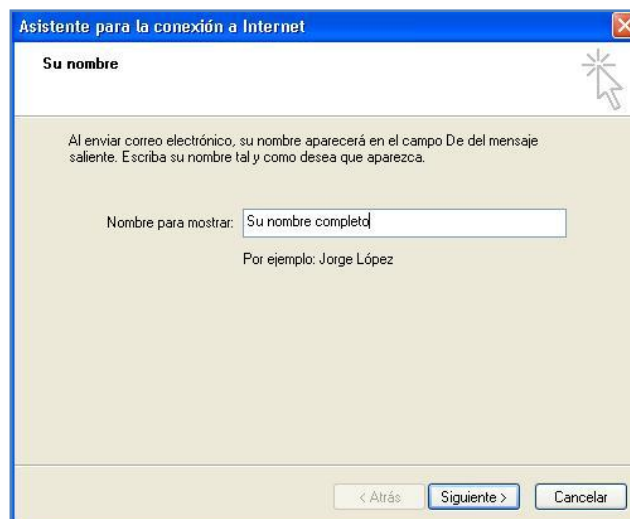 Asistente para la conexión a Internet
Su nombre
Al enviar correo electrónico, su nombre aparecerá en el campo De del mensaje
saliente. Escriba su nombre tal y como desea que aparezca.
Nombre para mostrar: Su nombre completo
Por ejemplo: Jorge López
< Atrás Siguiente > Cancelar